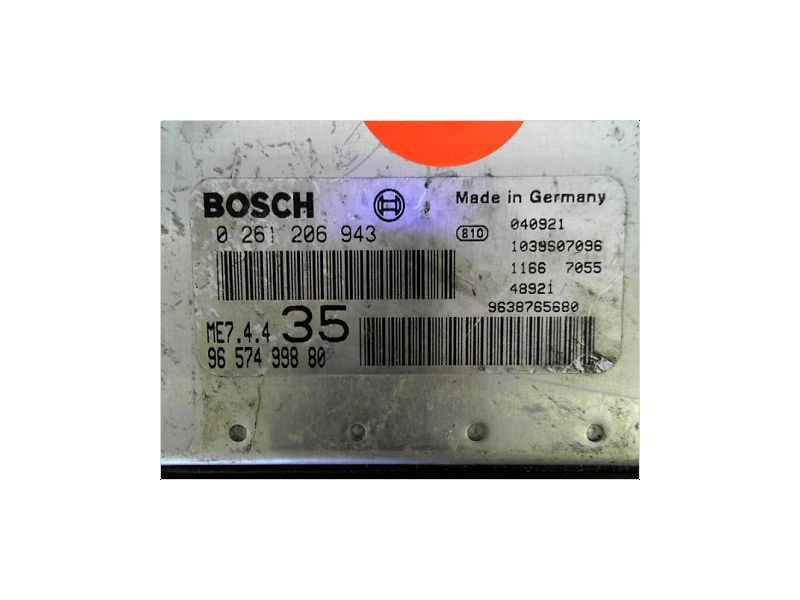 BOSCH
Made in Germany
0 261 206 943
810
040921
1039S07096
1166 7055
48921
9638765680
ME7.4.4 35
96 574 998 80